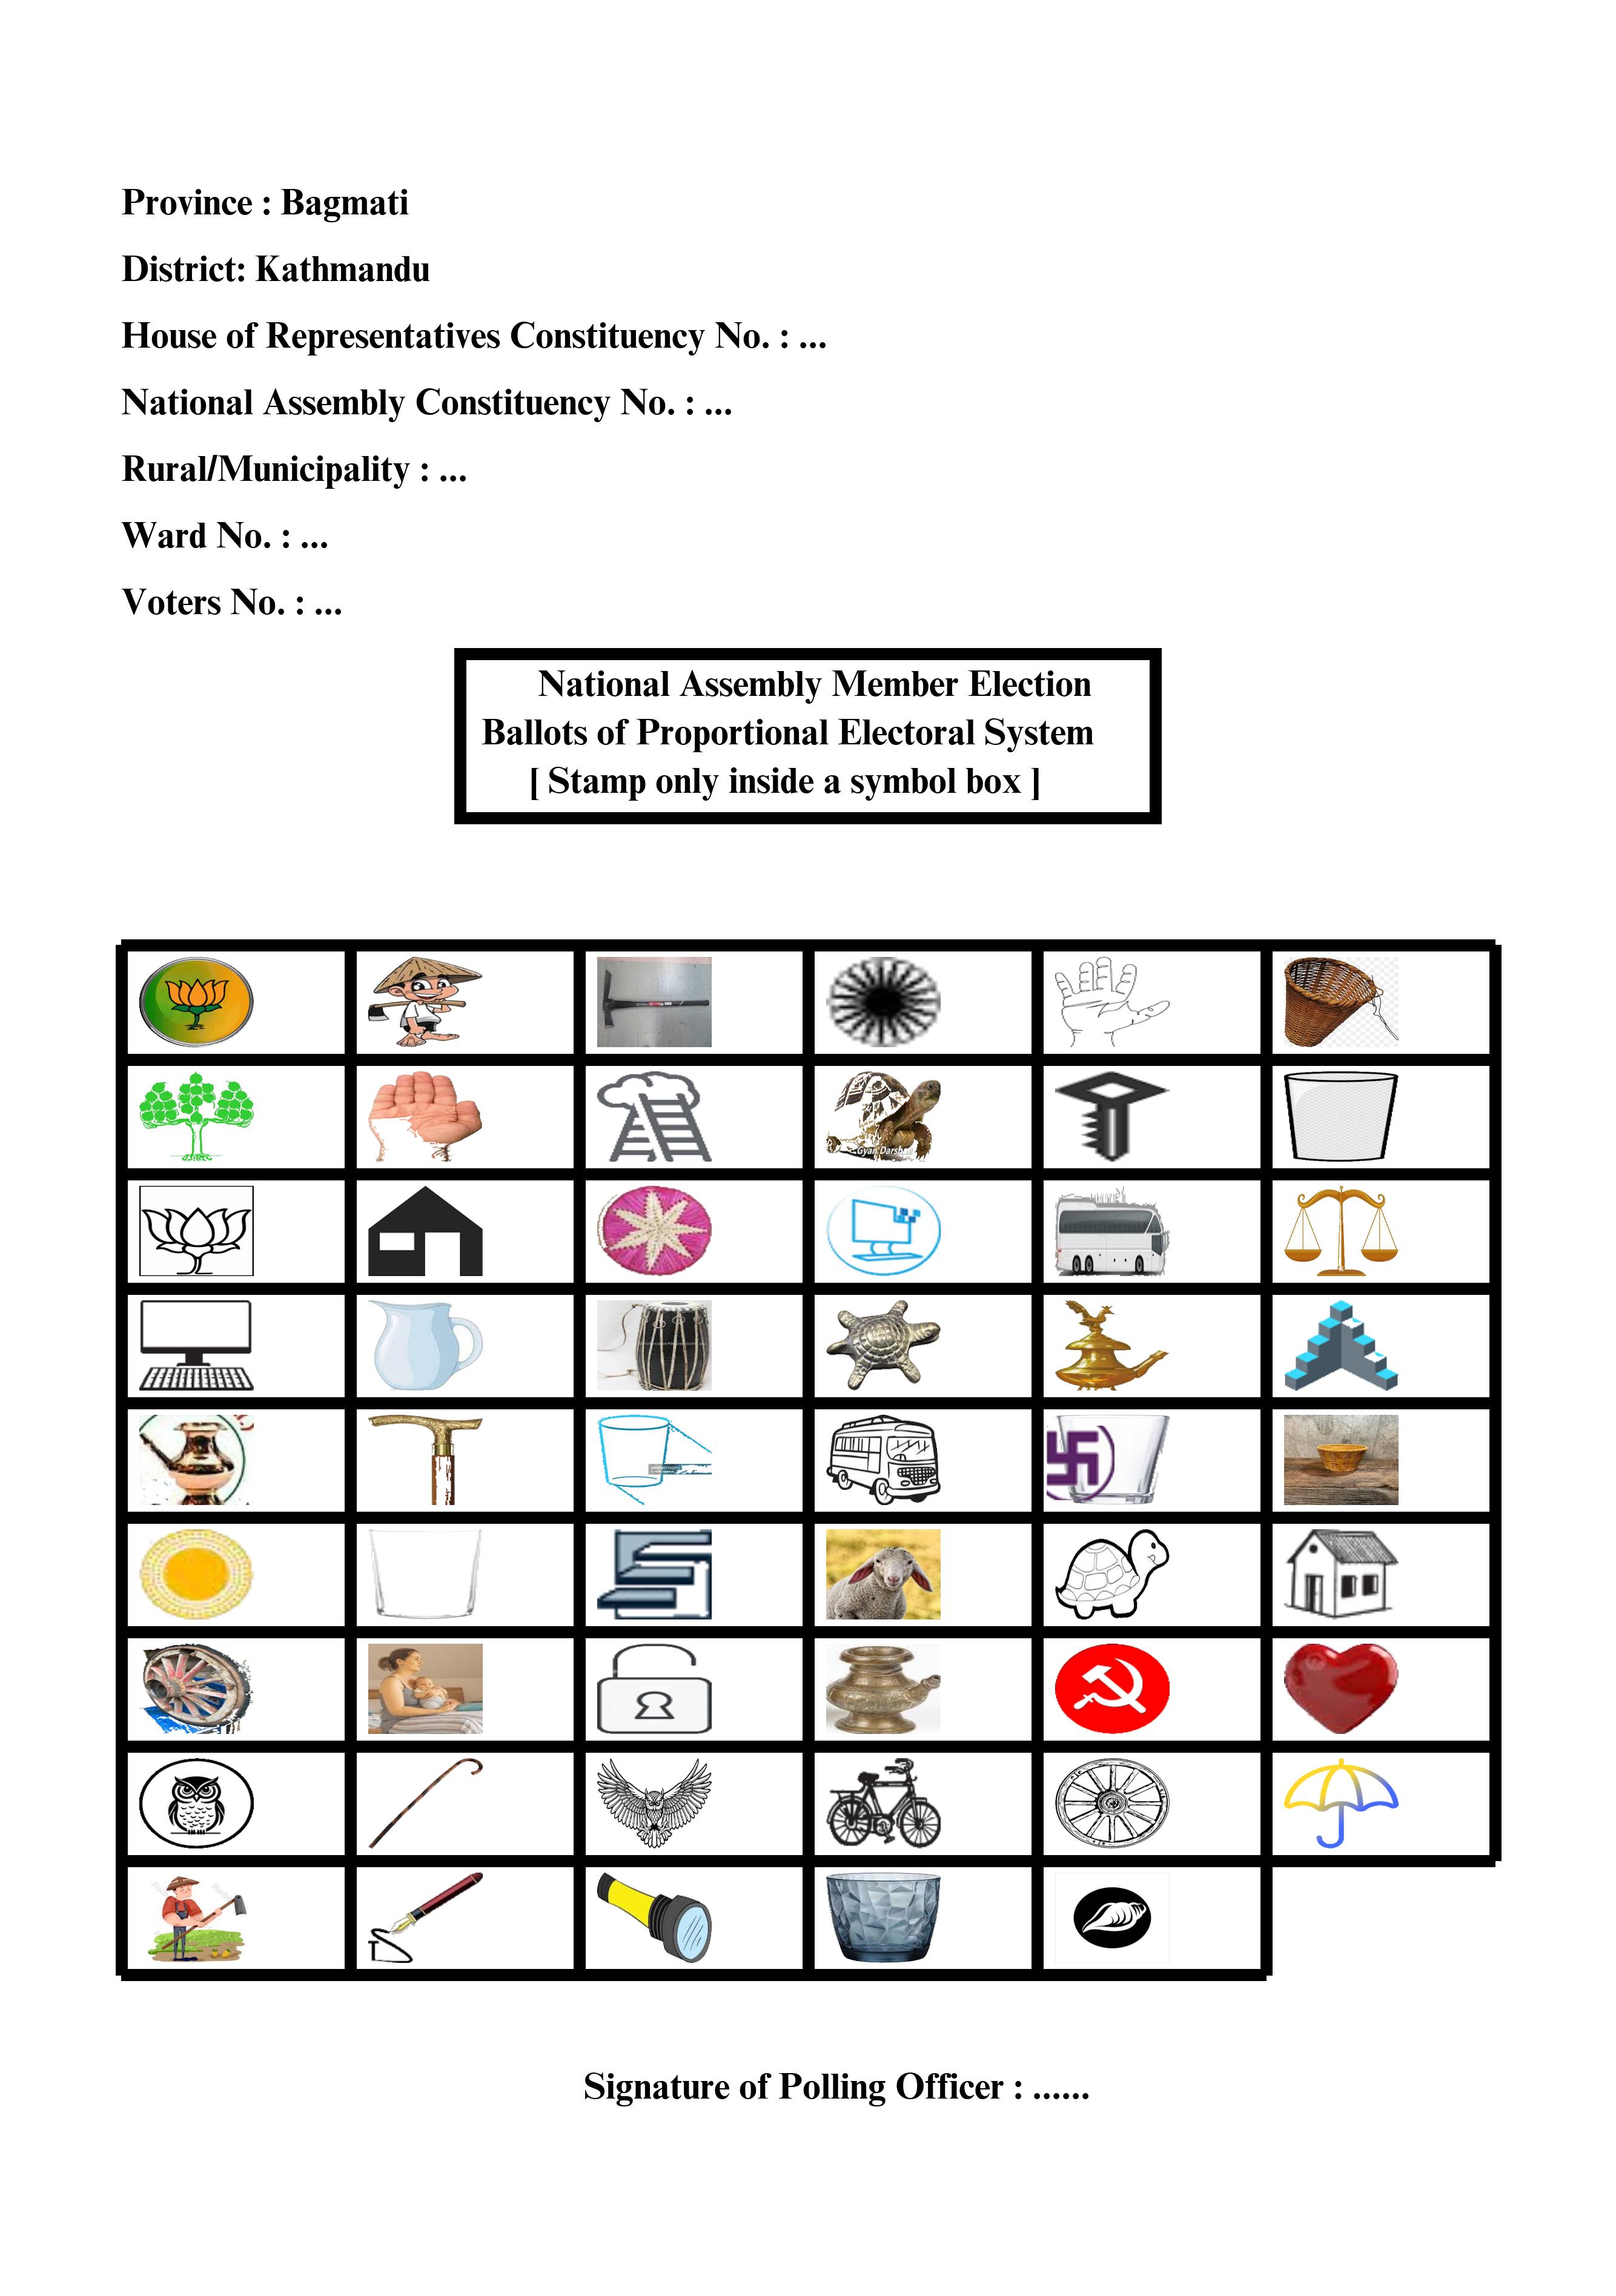 Province : Bagmati
District: Kathmandu
House of Representatives Constituency No. : ...
National Assembly Constituency No. : ...
Rural/Municipality : ...
Ward No. : ...
Voters No. : ...
National Assembly Member Election
Ballots of Proportional Electoral System
[ Stamp only inside a symbol box ]
Gyan Darshan
Signature of Polling Officer : ......